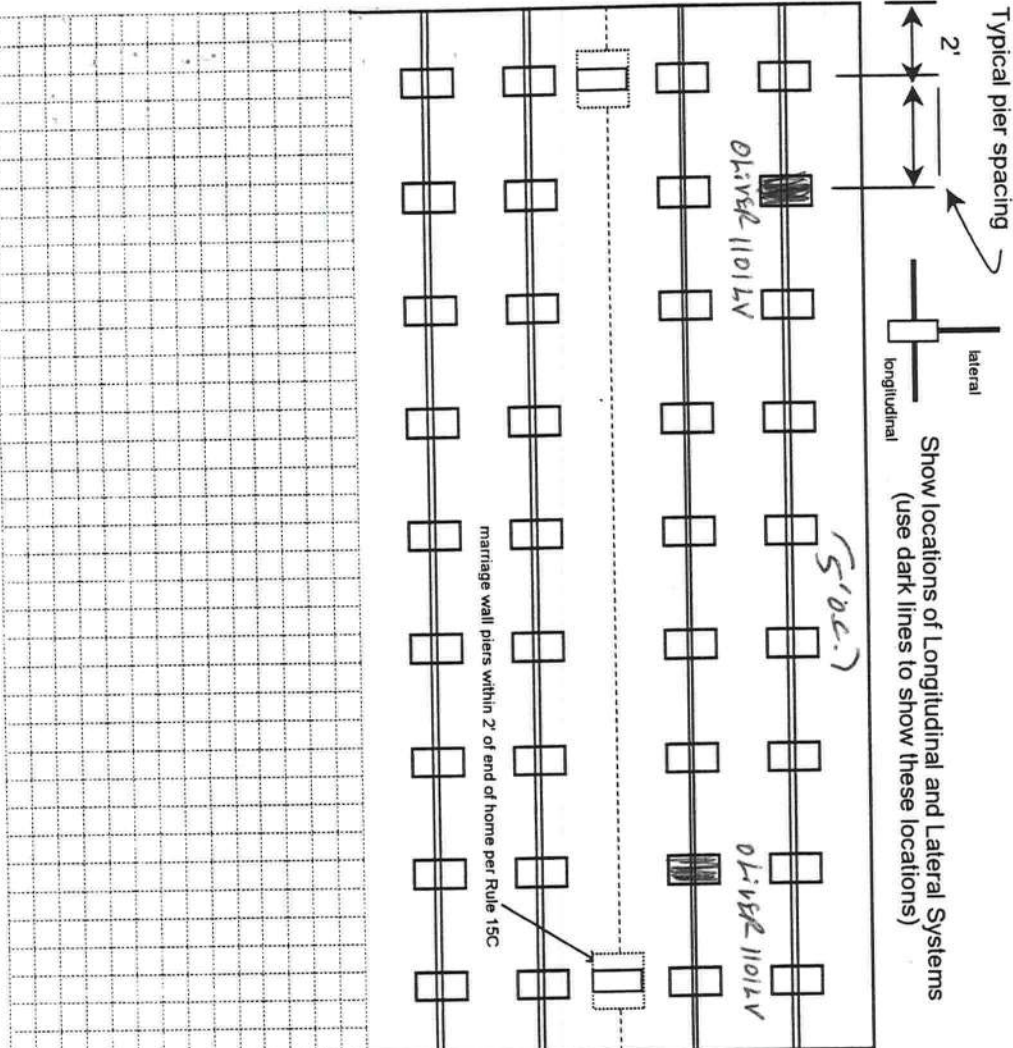 Typical pier spacing
2'
lateral
longitudinal
Show locations of Longitudinal and Lateral Systems
(use dark lines to show these locations)
(5'O.C.)
OLiVER 1101LV
OLiVER 1101LV
marriage wall piers within 2' of end of home per Rule 15C